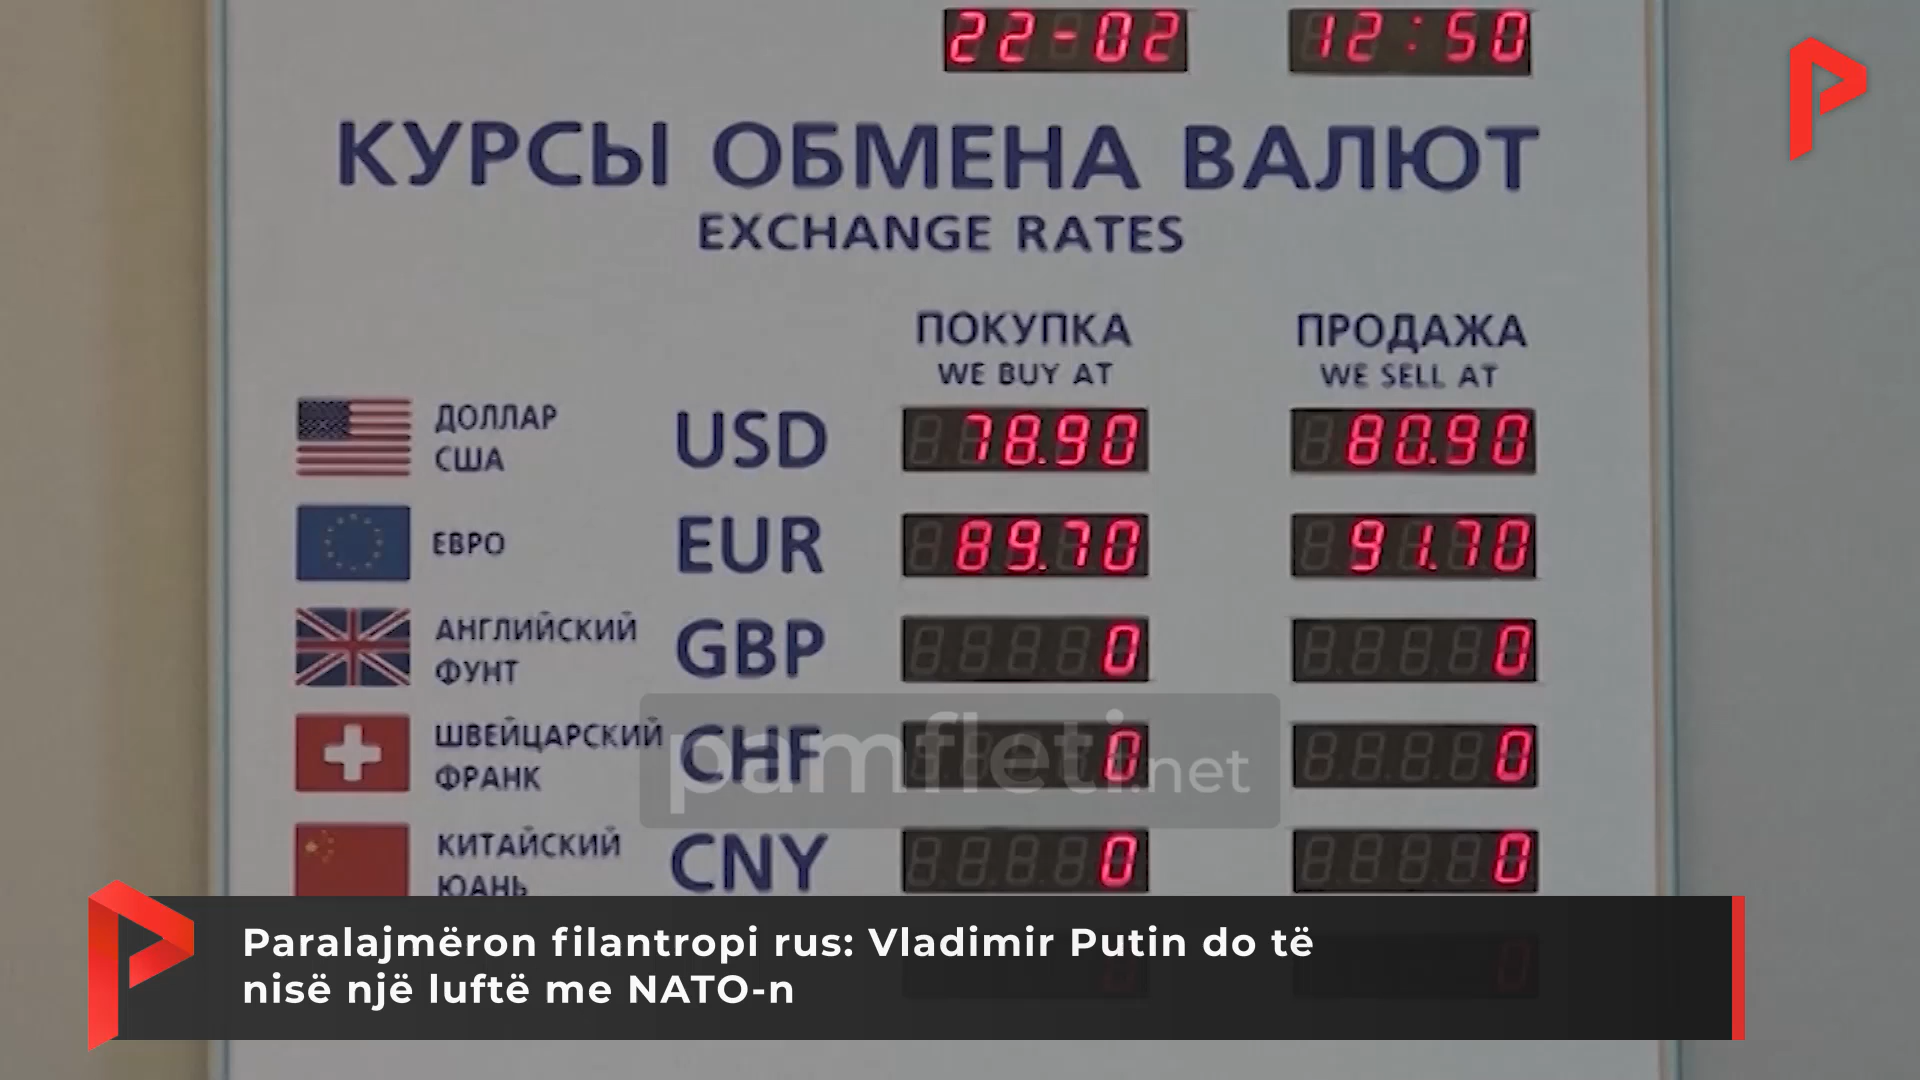 22-02 12:50
КУРСЫ ОБМЕНА ВАЛЮТ
EXCHANGE RATES
ПОКУПКА ПРОДАЖА
WE BUY AT WE SELL AT
ДОЛЛАР
США
USD 78.90 80.90
ЕВРО EUR 89.70 91.70
АНГЛИЙСКИЙ
ФУНТ
GBP 0 0
ШВЕЙЦАРСКИЙ
ФРАНК
CHF 0 0
pamfleti.net
КИТАЙСКИЙ
ЮАНЬ
CNY 0 0
0 0
Paralajmëron filantropi rus: Vladimir Putin do të
nisë një luftë me NATO-n